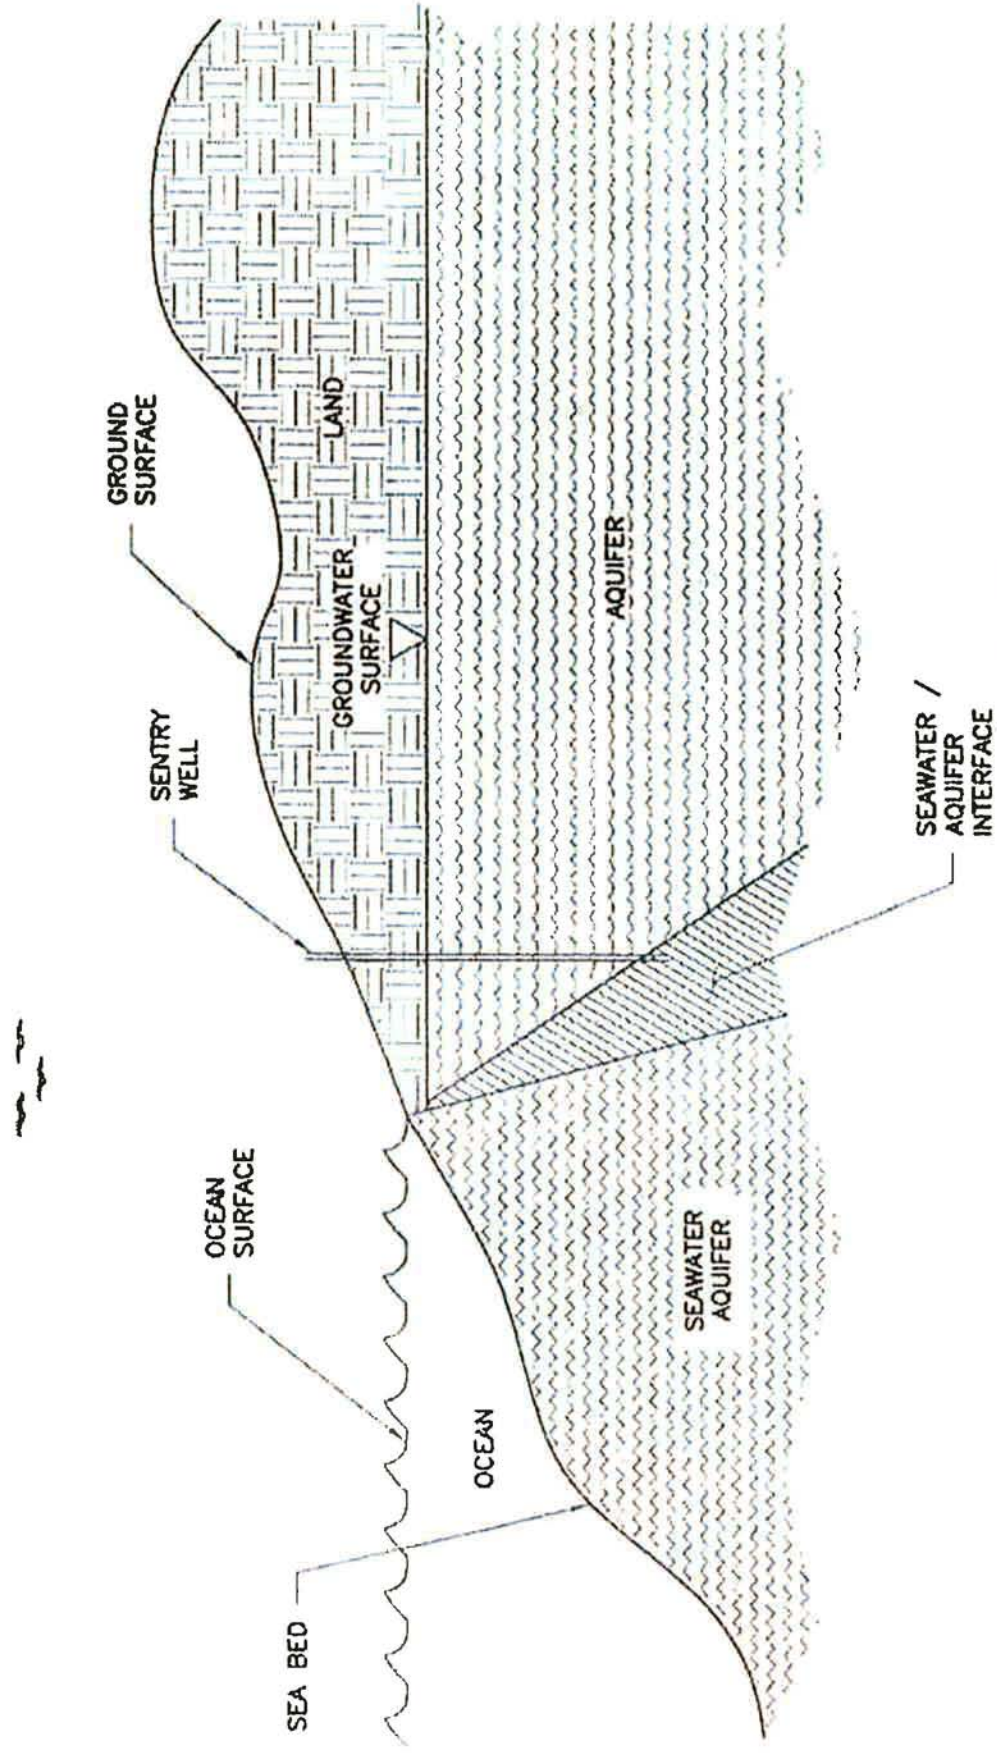 SEA BED
OCEAN
SURFACE
OCEAN
SEAWATER
AQUIFER
SENTRY
WELL
GROUND
SURFACE
GROUNDWATER
SURFACE
LAND
AQUIFER
SEAWATER /
AQUIFER
INTERFACE